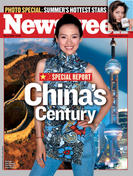 PHOTO SPECIAL: SUMMER'S HOTTEST STARS
Newsweek
SPECIAL REPORT
China's
Century